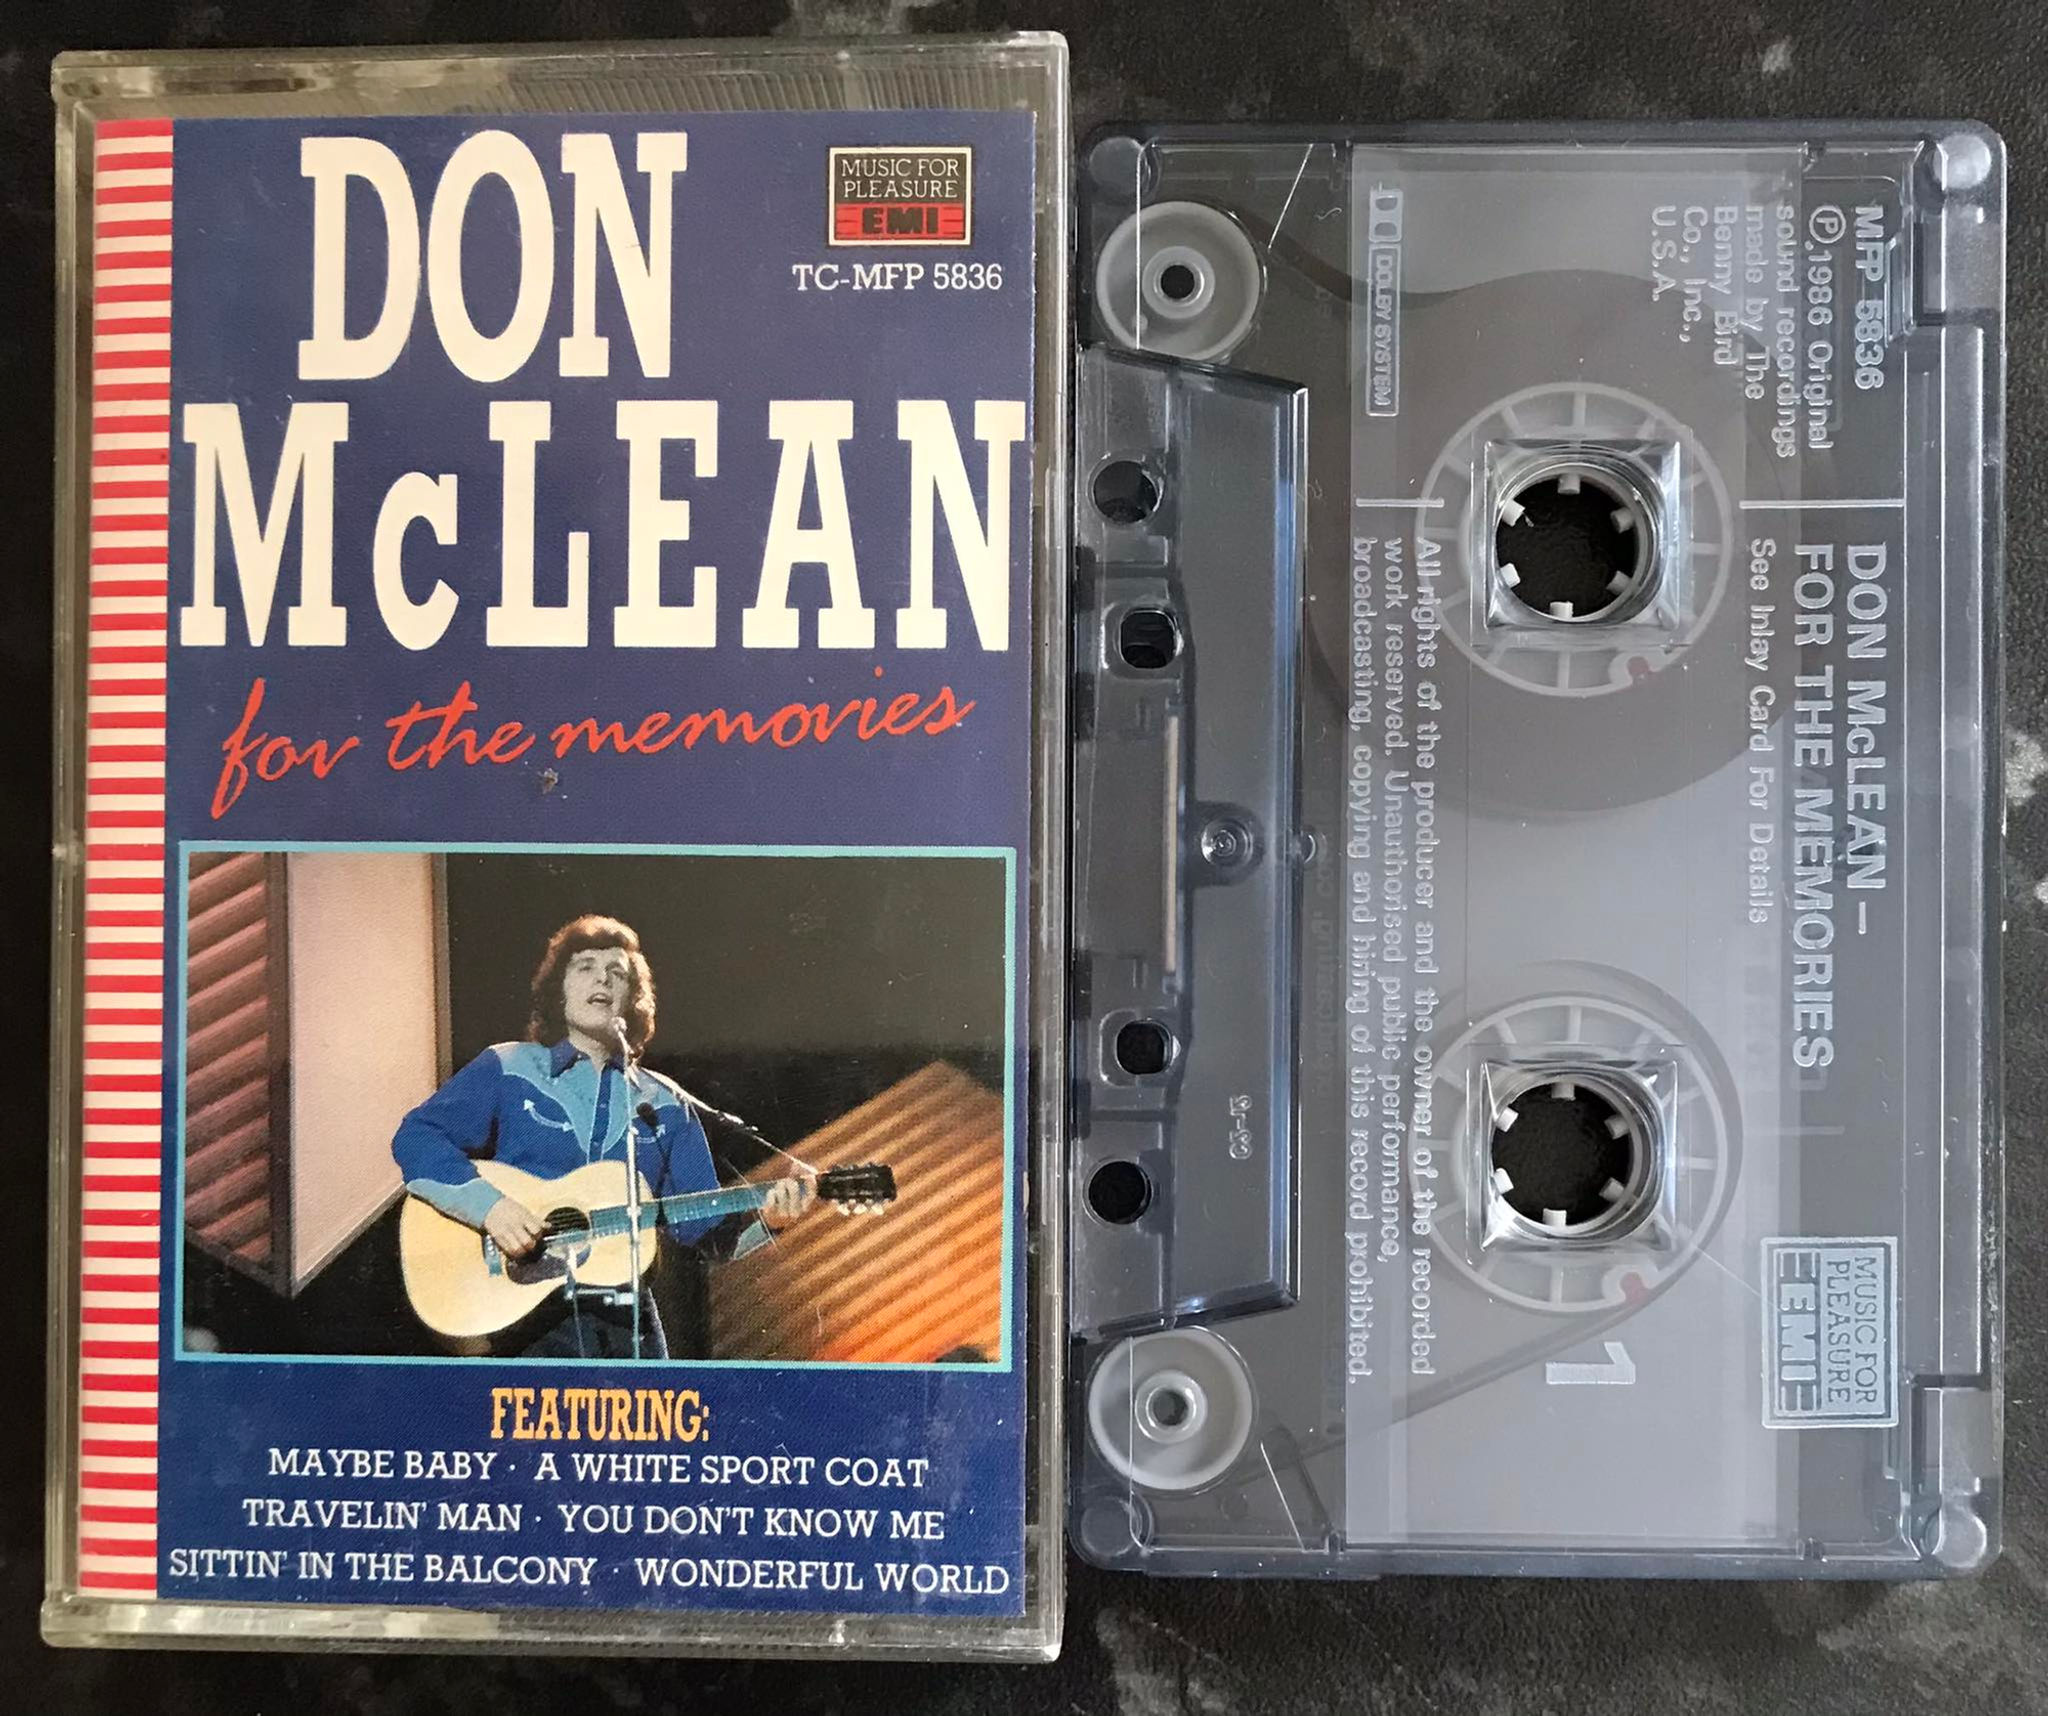 DON
McLEAN
for the memories
MUSIC FOR
PLEASURE
EMI
TC-MFP 5836
FEATURING:
MAYBE BABY · A WHITE SPORT COAT
TRAVELIN' MAN · YOU DON'T KNOW ME
SITTIN' IN THE BALCONY · WONDERFUL WORLD
MFP 5836
Ⓟ 1986 Original
sound recordings
made by The
Benny Bird
Co., Inc.,
U.S.A.
DOLBY SYSTEM
DON McLEAN –
FOR THE MEMORIES
See Inlay Card For Details
All rights of the producer and the owner of the recorded
work reserved. Unauthorised public performance,
broadcasting, copying and hiring of this record prohibited.
MUSIC FOR
PLEASURE
EMI
1